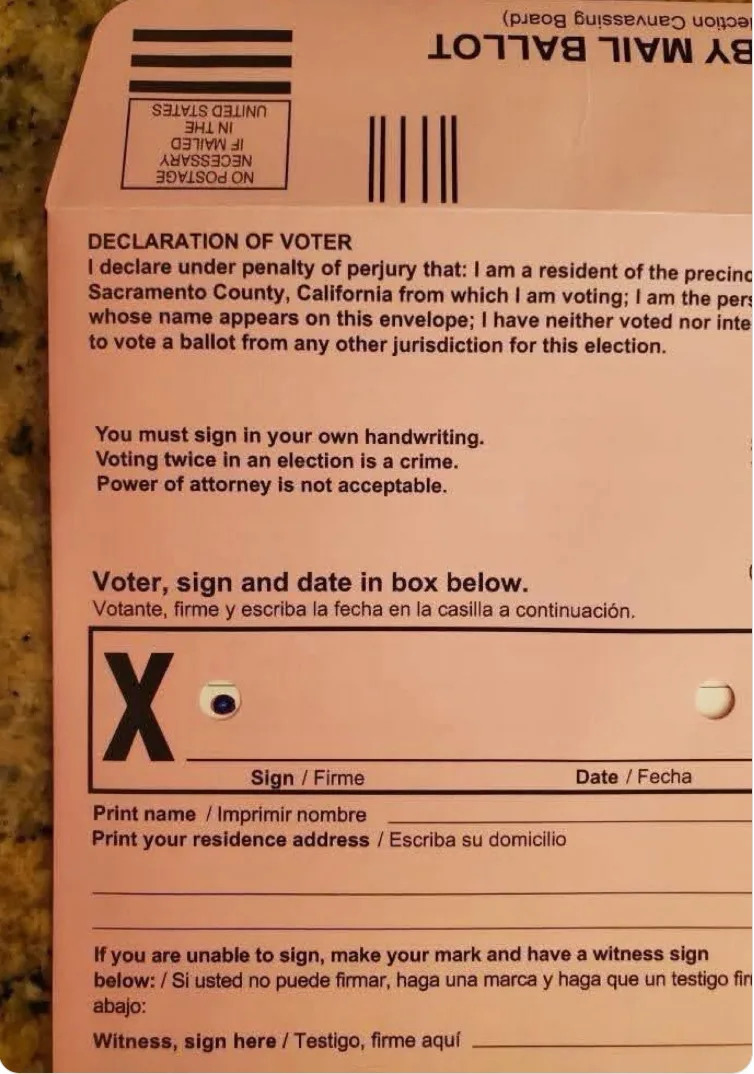 BY MAIL BALLOT
ection Canvassing Board)
NO POSTAGE
NECESSARY
IF MAILED
IN THE
UNITED STATES
DECLARATION OF VOTER
I declare under penalty of perjury that: I am a resident of the precinc
Sacramento County, California from which I am voting; I am the pers
whose name appears on this envelope; I have neither voted nor inte
to vote a ballot from any other jurisdiction for this election.
You must sign in your own handwriting.
Voting twice in an election is a crime.
Power of attorney is not acceptable.
Voter, sign and date in box below.
Votante, firme y escriba la fecha en la casilla a continuación.
X
Sign / Firme Date / Fecha
Print name / Imprimir nombre
Print your residence address / Escriba su domicilio
If you are unable to sign, make your mark and have a witness sign
below: / Si usted no puede firmar, haga una marca y haga que un testigo fir
abajo:
Witness, sign here / Testigo, firme aquí